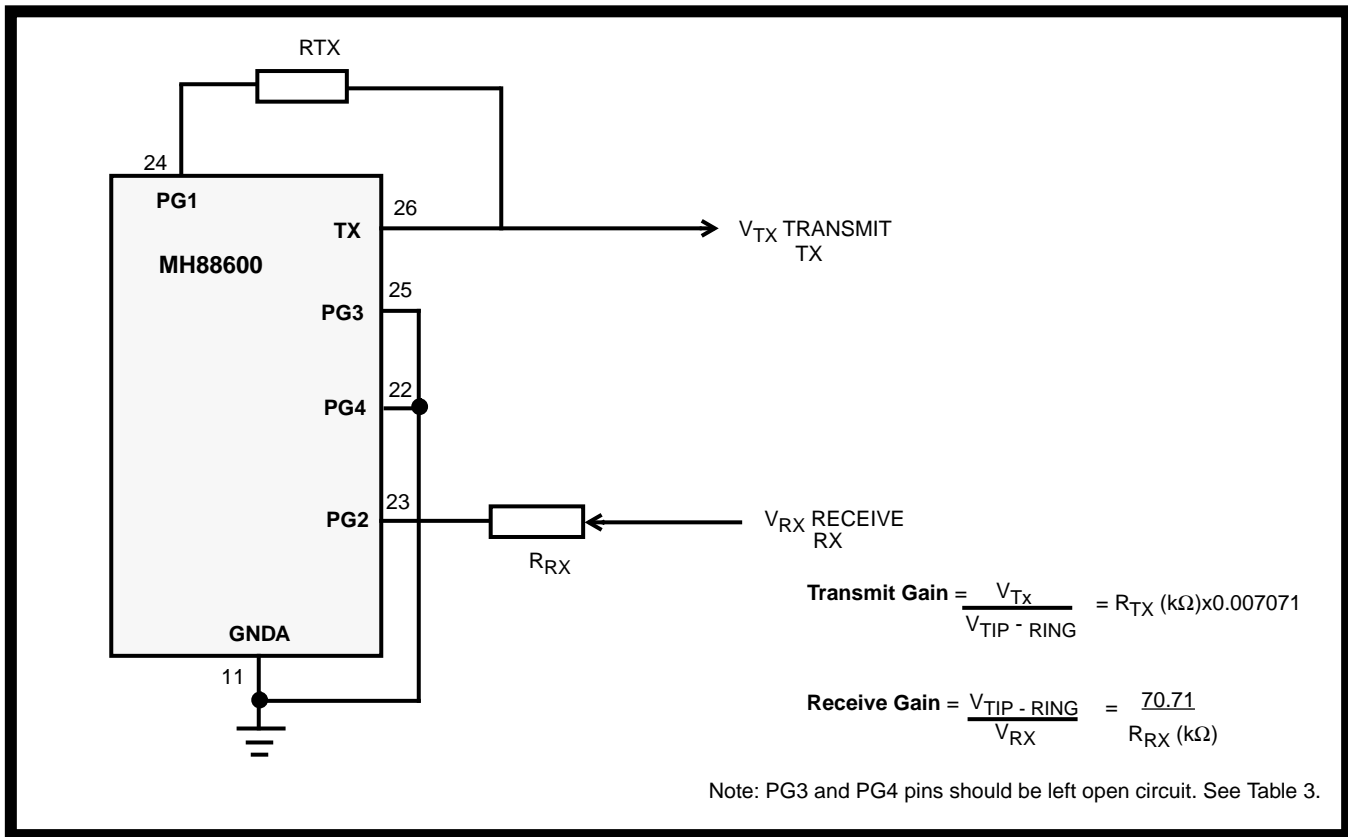 RTX
24
PG1
26
TX
V_TX TRANSMIT
TX
MH88600
25
PG3
22
PG4
23
PG2
V_RX RECEIVE
RX
R_RX
Transmit Gain = V_Tx / V_TIP - RING = R_TX (kΩ)x0.007071
GNDA
11
Receive Gain = V_TIP - RING / V_RX = 70.71 / R_RX (kΩ)
Note: PG3 and PG4 pins should be left open circuit. See Table 3.